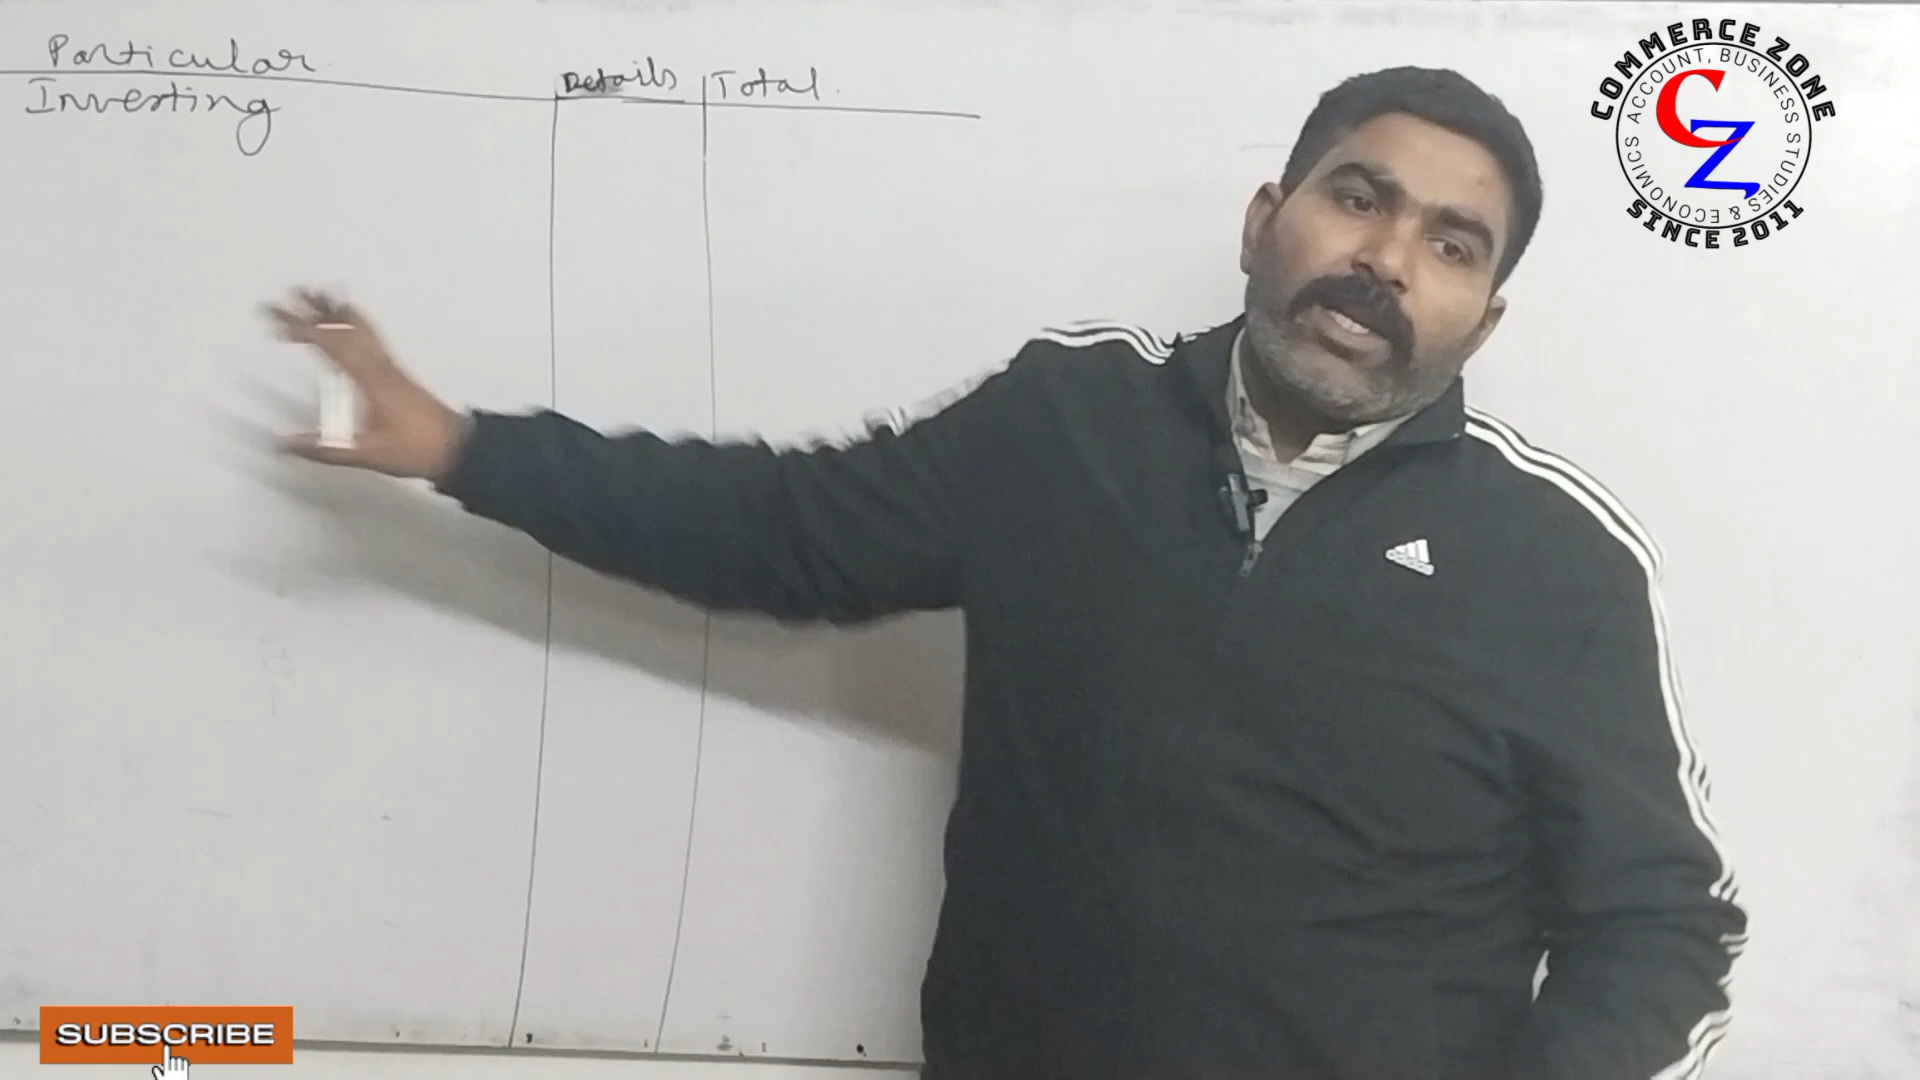 Particular
Details Total
Investing
COMMERCE ZONE
ACCOUNT, BUSINESS STUDIES & ECONOMICS
CZ
SINCE 2011
SUBSCRIBE